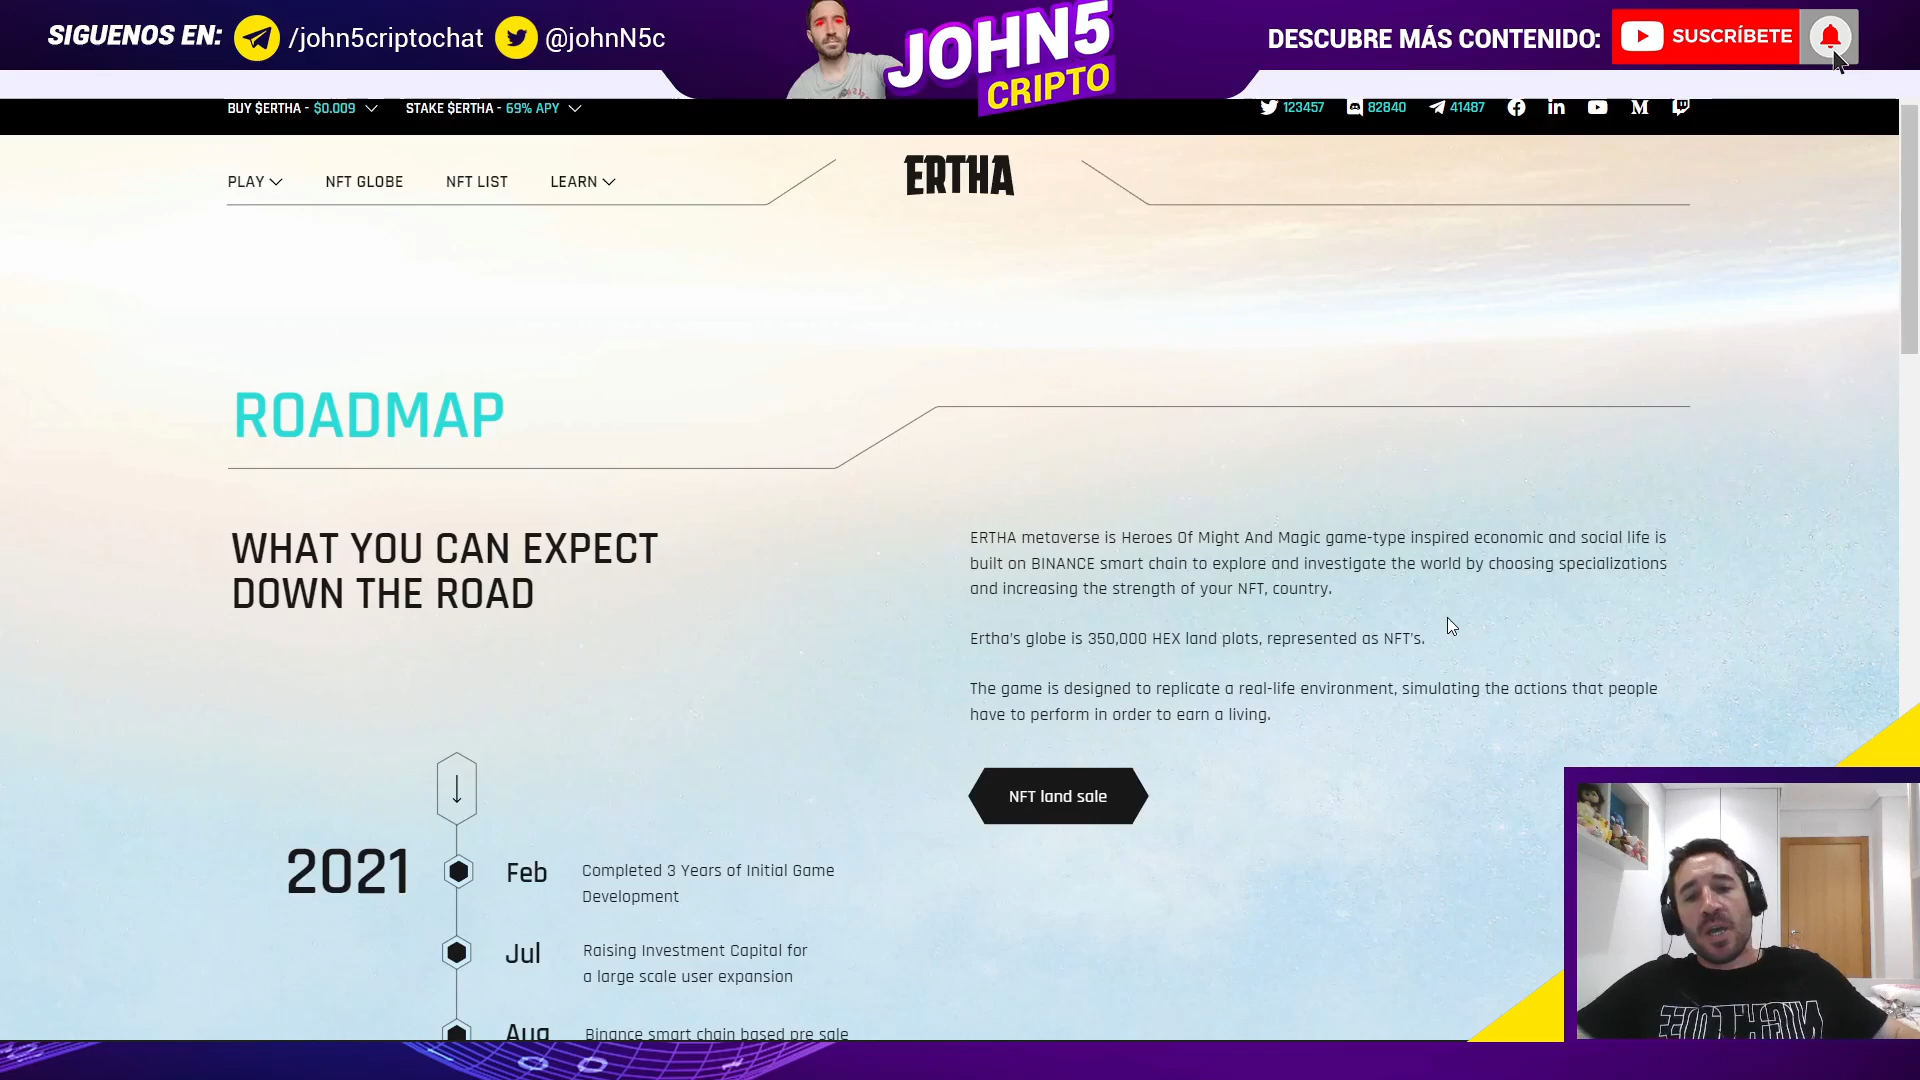 SIGUENOS EN: /john5criptochat @johnN5c
JOHN5
CRIPTO
DESCUBRE MÁS CONTENIDO: SUSCRÍBETE
BUY $ERTHA - $0.009 STAKE $ERTHA - 69% APY 123457 82840 41487
PLAY NFT GLOBE NFT LIST LEARN
ERTHA
ROADMAP
WHAT YOU CAN EXPECT
DOWN THE ROAD
ERTHA metaverse is Heroes Of Might And Magic game-type inspired economic and social life is
built on BINANCE smart chain to explore and investigate the world by choosing specializations
and increasing the strength of your NFT, country.
Ertha's globe is 350,000 HEX land plots, represented as NFT's.
The game is designed to replicate a real-life environment, simulating the actions that people
have to perform in order to earn a living.
NFT land sale
2021
Feb Completed 3 Years of Initial Game
Development
Jul Raising Investment Capital for
a large scale user expansion
Aug Binance smart chain based pre sale